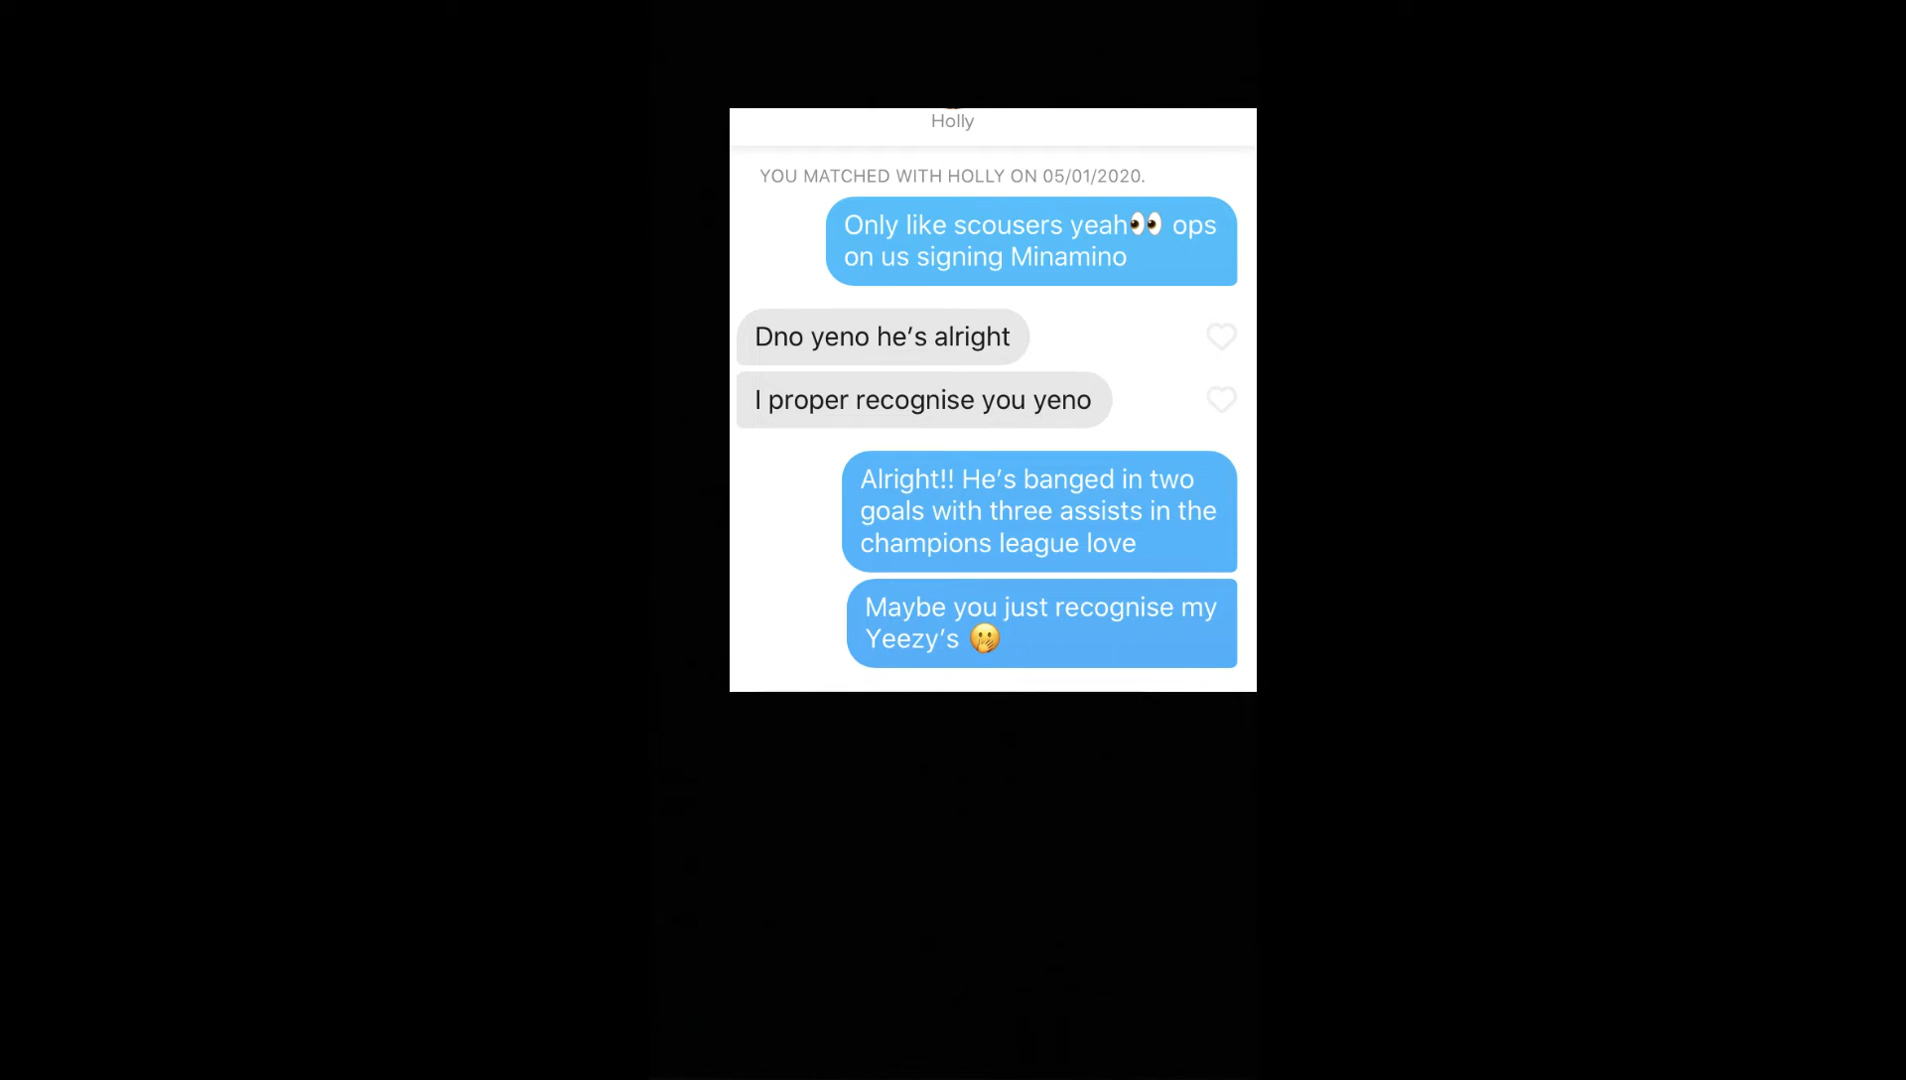 Holly
YOU MATCHED WITH HOLLY ON 05/01/2020.
Only like scousers yeah👀 ops
on us signing Minamino
Dno yeno he’s alright
I proper recognise you yeno
Alright!! He’s banged in two
goals with three assists in the
champions league love
Maybe you just recognise my
Yeezy’s 🤭